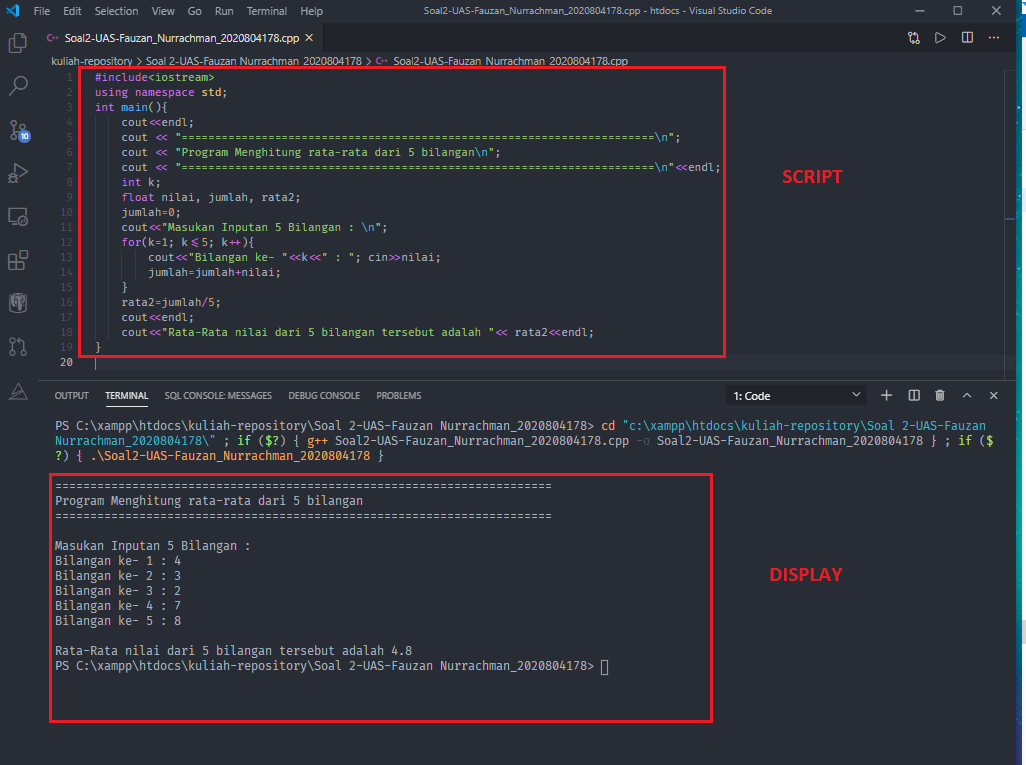 File Edit Selection View Go Run Terminal Help Soal2-UAS-Fauzan_Nurrachman_2020804178.cpp - htdocs - Visual Studio Code
Soal2-UAS-Fauzan_Nurrachman_2020804178.cpp
kuliah-repository > Soal 2-UAS-Fauzan Nurrachman_2020804178 > Soal2-UAS-Fauzan_Nurrachman_2020804178.cpp
1 #include<iostream>
2 using namespace std;
3 int main(){
4 cout<<endl;
5 cout << "=======================================================================\n";
6 cout << "Program Menghitung rata-rata dari 5 bilangan\n";
7 cout << "=======================================================================\n"<<endl;
8 int k;
9 float nilai, jumlah, rata2;
10 jumlah=0;
11 cout<<"Masukan Inputan 5 Bilangan : \n";
12 for(k=1; k<=5; k++){
13 cout<<"Bilangan ke- "<<k<<" : "; cin>>nilai;
14 jumlah=jumlah+nilai;
15 }
16 rata2=jumlah/5;
17 cout<<endl;
18 cout<<"Rata-Rata nilai dari 5 bilangan tersebut adalah "<< rata2<<endl;
19 }
20
SCRIPT
10
OUTPUT TERMINAL SQL CONSOLE: MESSAGES DEBUG CONSOLE PROBLEMS 1: Code
PS C:\xampp\htdocs\kuliah-repository\Soal 2-UAS-Fauzan Nurrachman_2020804178> cd "c:\xampp\htdocs\kuliah-repository\Soal 2-UAS-Fauzan
Nurrachman_2020804178\" ; if ($?) { g++ Soal2-UAS-Fauzan_Nurrachman_2020804178.cpp -o Soal2-UAS-Fauzan_Nurrachman_2020804178 } ; if ($
?) { .\Soal2-UAS-Fauzan_Nurrachman_2020804178 }
=======================================================================
Program Menghitung rata-rata dari 5 bilangan
=======================================================================
Masukan Inputan 5 Bilangan :
Bilangan ke- 1 : 4
Bilangan ke- 2 : 3
Bilangan ke- 3 : 2
Bilangan ke- 4 : 7
Bilangan ke- 5 : 8
Rata-Rata nilai dari 5 bilangan tersebut adalah 4.8
PS C:\xampp\htdocs\kuliah-repository\Soal 2-UAS-Fauzan Nurrachman_2020804178>
DISPLAY